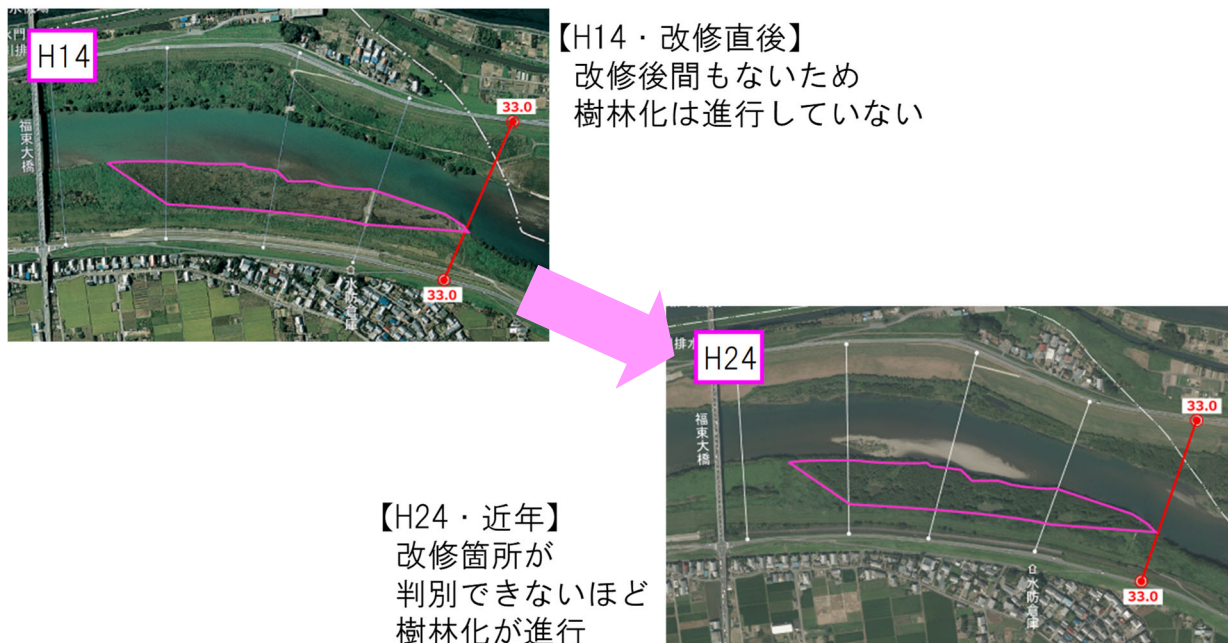 H14
福東大橋
33.0
33.0
水防倉庫
【H14・改修直後】
改修後間もないため
樹林化は進行していない
H24
福東大橋
33.0
33.0
水防倉庫
【H24・近年】
改修箇所が
判別できないほど
樹林化が進行